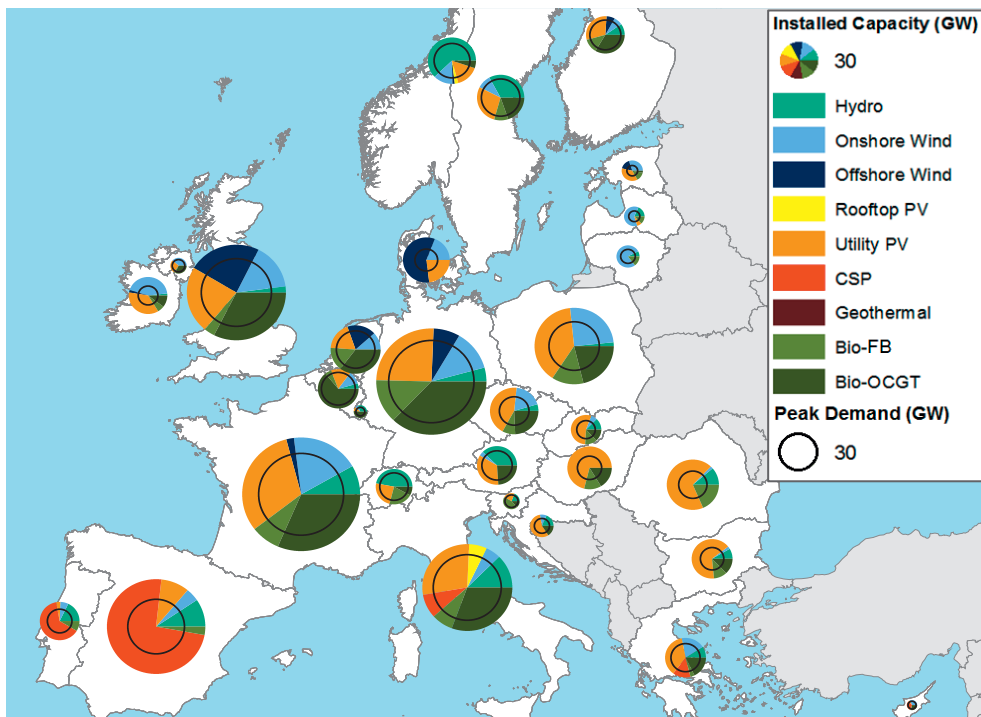 Installed Capacity (GW)
30
Hydro
Onshore Wind
Offshore Wind
Rooftop PV
Utility PV
CSP
Geothermal
Bio-FB
Bio-OCGT
Peak Demand (GW)
30